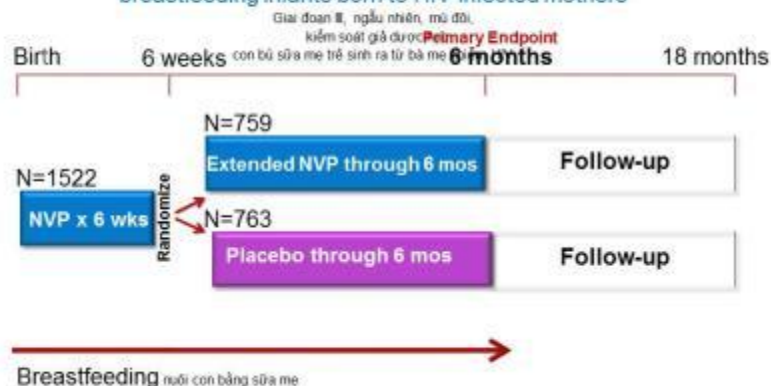 breastfeeding infants born to HIV-infected mothers
Giai đoạn III, ngẫu nhiên, mù đôi,
kiểm soát giả dược
Primary Endpoint
Birth
6 weeks
con bú sữa mẹ trẻ sinh ra từ bà mẹ
6 months
18 months
N=759
Extended NVP through 6 mos
Follow-up
N=1522
NVP x 6 wks
Randomize
N=763
Placebo through 6 mos
Follow-up
Breastfeeding nuôi con bằng sữa mẹ